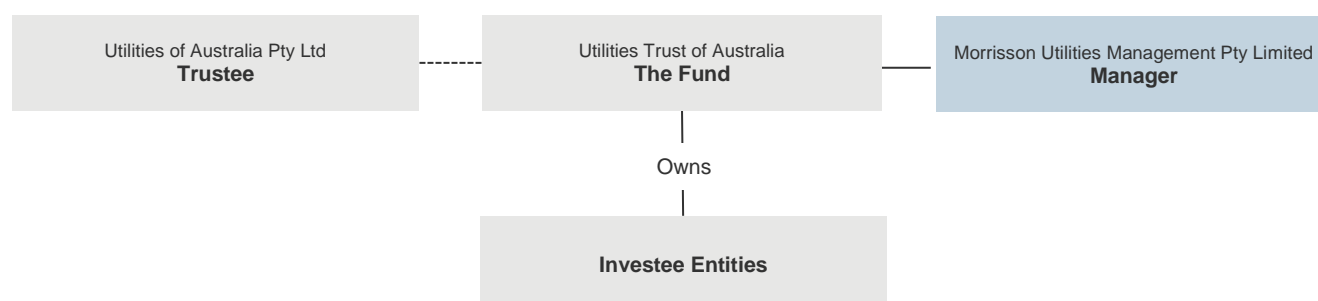 Utilities of Australia Pty Ltd
Trustee
Utilities Trust of Australia
The Fund
Morrisson Utilities Management Pty Limited
Manager
Owns
Investee Entities